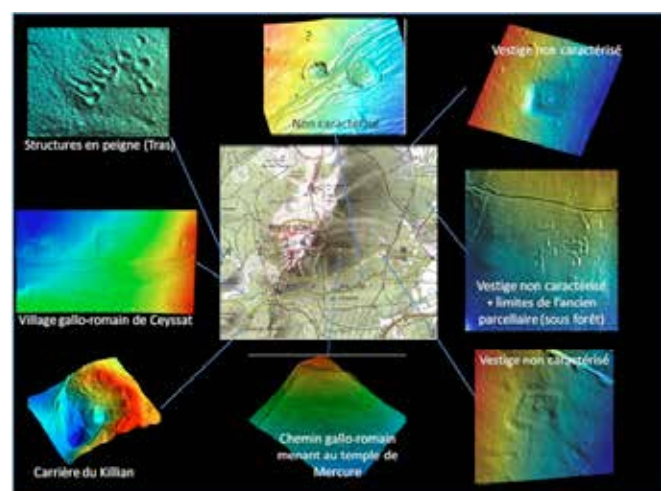 Structures en peigne (Tras)
Non caractérisé
Vestige non caractérisé
Village gallo-romain de Ceyssat
Vestige non caractérisé
+ limites de l'ancien
parcellaire (sous forêt)
Carrière du Killian
Chemin gallo-romain
menant au temple de
Mercure
Vestige non caractérisé